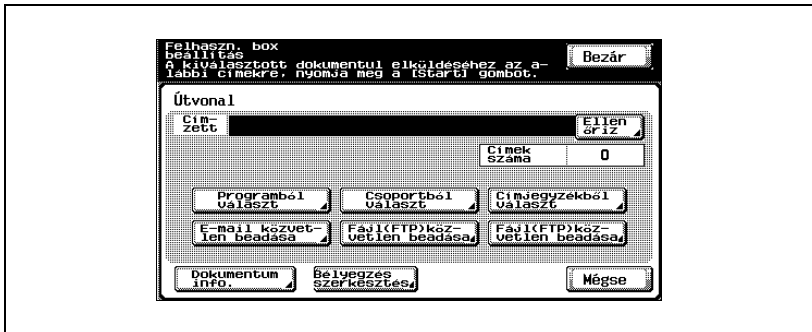 Felhaszn. box
beállítás
A kiválasztott dokumentul elküldéséhez az a-
lábbi címekre, nyomja meg a [Start] gombot.
Bezár
Útvonal
Cím-
zett
Ellen
őriz
Címek
száma
0
Programból
választ
Csoportból
választ
Címjegyzékből
választ
E-mail közvet-
len beadása
Fájl(FTP)köz-
vetlen beadása
Fájl(FTP)köz-
vetlen beadása
Dokumentum
info.
Bélyegzés
szerkesztés
Mégse